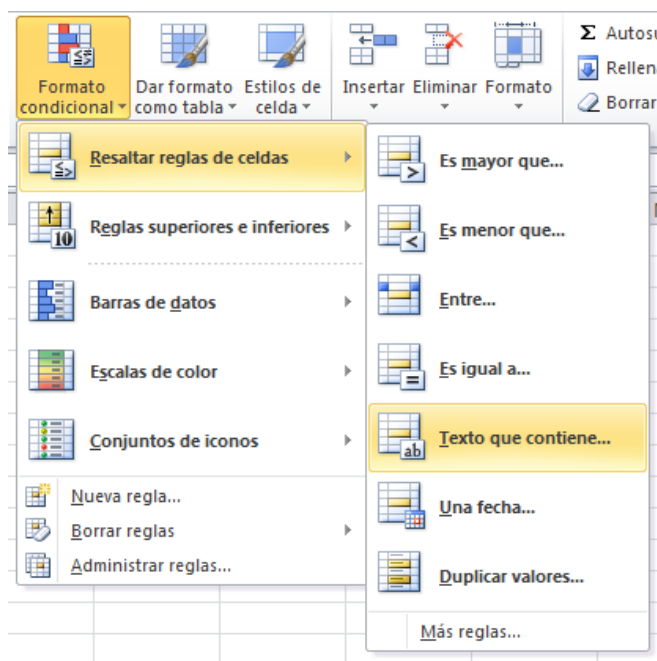 Formato condicional
Dar formato como tabla
Estilos de celda
Insertar
Eliminar
Formato
Σ Autosu
Rellen
Borrar
Resaltar reglas de celdas
Reglas superiores e inferiores
10
Barras de datos
Escalas de color
Conjuntos de iconos
Nueva regla...
Borrar reglas
Administrar reglas...
Es mayor que...
>
Es menor que...
<
Entre...
Es igual a...
=
Texto que contiene...
ab
Una fecha...
Duplicar valores...
Más reglas...